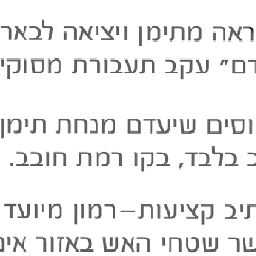 ראה מתימן ויציאה לבאר
דם" עקב תעבורת מסוקי
וסים שיעדם מנחת תימן
בלבד, בקו רמת חובב.
תיב קציעות–רמון מיועד
שר שטחי האש באזור אינ